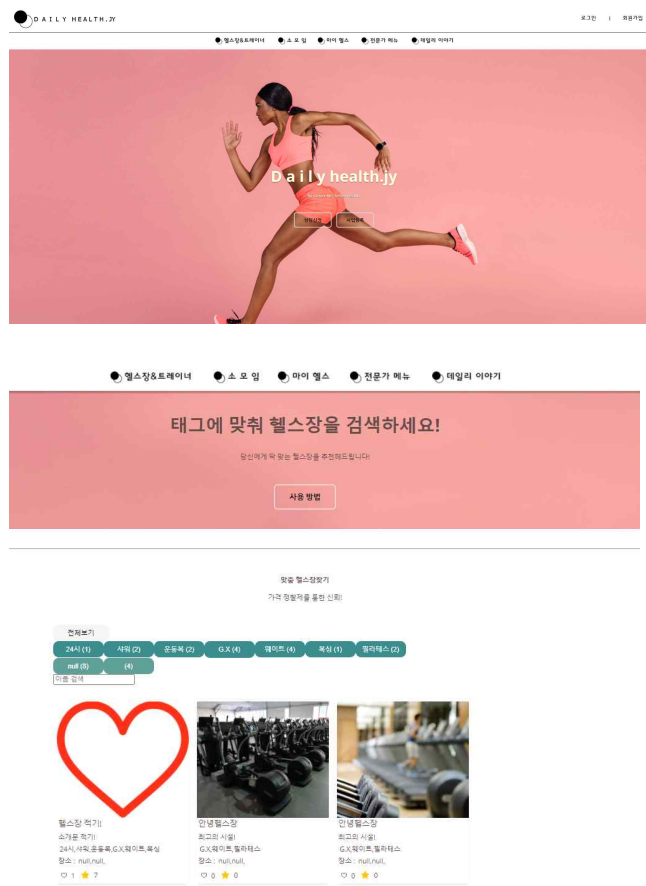 DAILY HEALTH.JY
로그인 | 회원가입
헬스장&트레이너 소 모 임 마이 헬스 전문가 메뉴 데일리 이야기
Daily health.jy
헬스장&트레이너 소 모 임 마이 헬스 전문가 메뉴 데일리 이야기
태그에 맞춰 헬스장을 검색하세요!
당신에게 딱 맞는 헬스장을 추천해드립니다!
사용 방법
맞춤 헬스장찾기
가격 정찰제를 통한 신뢰!
전체보기
24시 (1) 샤워 (2) 운동복 (2) G.X (4) 웨이트 (4) 복싱 (1) 필라테스 (2)
null (8) (4)
이름 검색
헬스장 적기! 안녕헬스장 안녕헬스장
소개문 적기! 최고의 시설! 최고의 시설!
24시,샤워,운동복,G.X,웨이트,복싱 G.X,웨이트,필라테스 G.X,웨이트,필라테스
장소 : null,null, 장소 : null,null, 장소 : null,null,
1 7 0 0 0 0